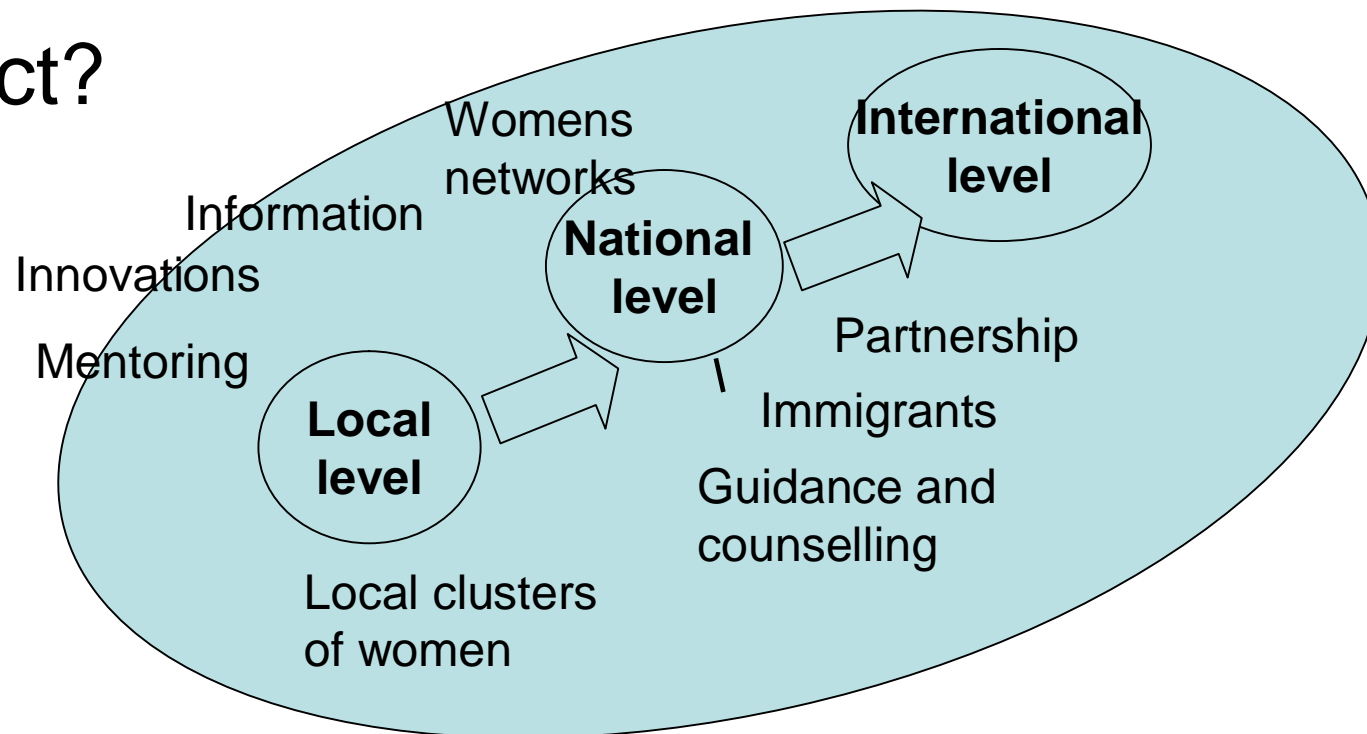 ct?
Womens
networks
International
level
Information
National
level
Innovations
Partnership
Mentoring
Immigrants
Local
level
Guidance and
counselling
Local clusters
of women